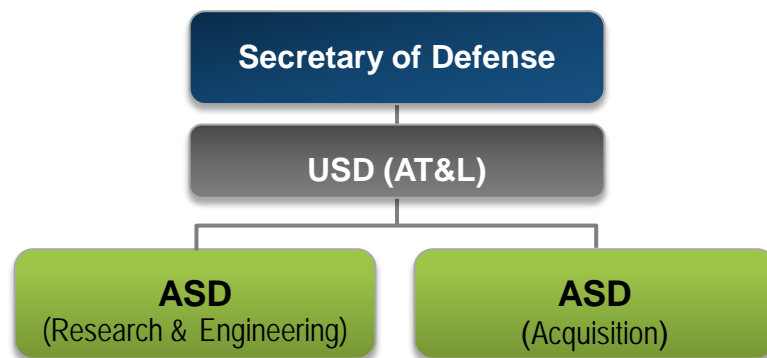 Secretary of Defense
USD (AT&L)
ASD
(Research & Engineering)
ASD
(Acquisition)